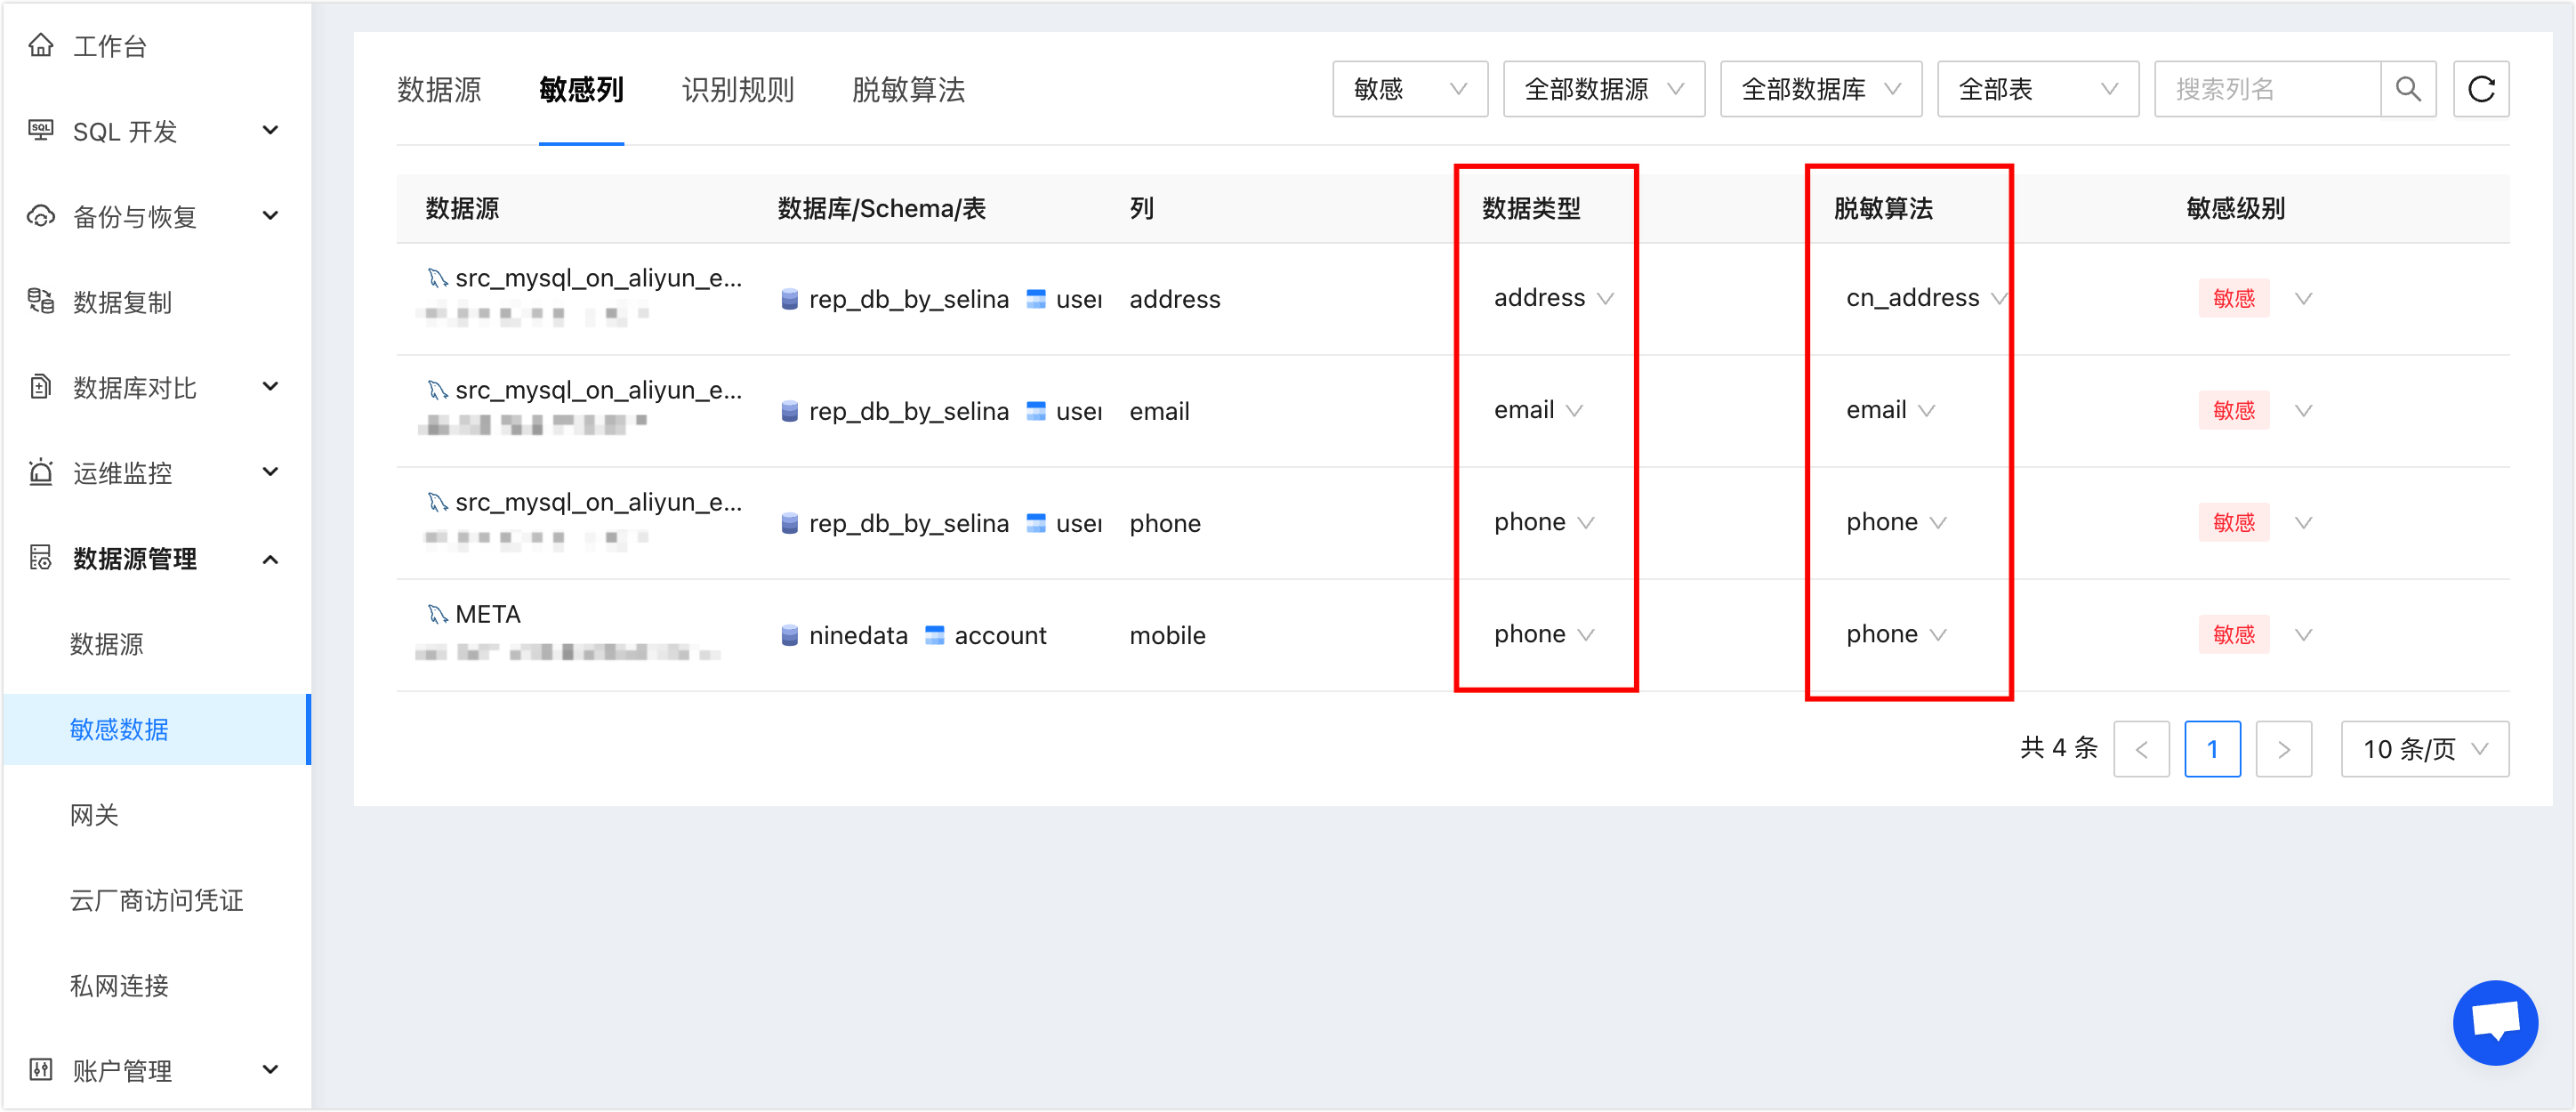 工作台
SQL 开发
备份与恢复
数据复制
数据库对比
运维监控
数据源管理
数据源
敏感数据
网关
云厂商访问凭证
私网连接
账户管理
数据源 敏感列 识别规则 脱敏算法 敏感 全部数据源 全部数据库 全部表 搜索列名
数据源 数据库/Schema/表 列 数据类型 脱敏算法 敏感级别
src_mysql_on_aliyun_e... rep_db_by_selina user address address cn_address 敏感
src_mysql_on_aliyun_e... rep_db_by_selina user email email email 敏感
src_mysql_on_aliyun_e... rep_db_by_selina user phone phone phone 敏感
META ninedata account mobile phone phone 敏感
共 4 条 < 1 > 10 条/页